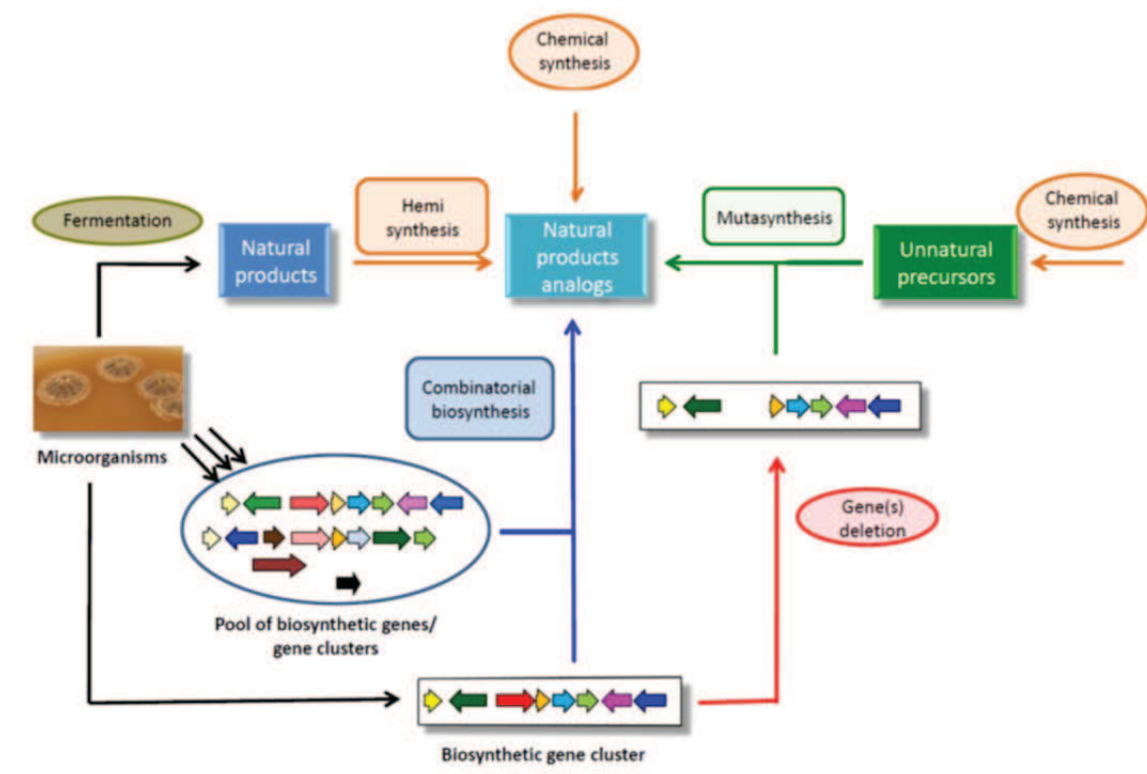 Chemical
synthesis
Fermentation
Hemi
synthesis
Mutasynthesis
Chemical
synthesis
Natural
products
Natural
products
analogs
Unnatural
precursors
Combinatorial
biosynthesis
Microorganisms
Gene(s)
deletion
Pool of biosynthetic genes/
gene clusters
Biosynthetic gene cluster